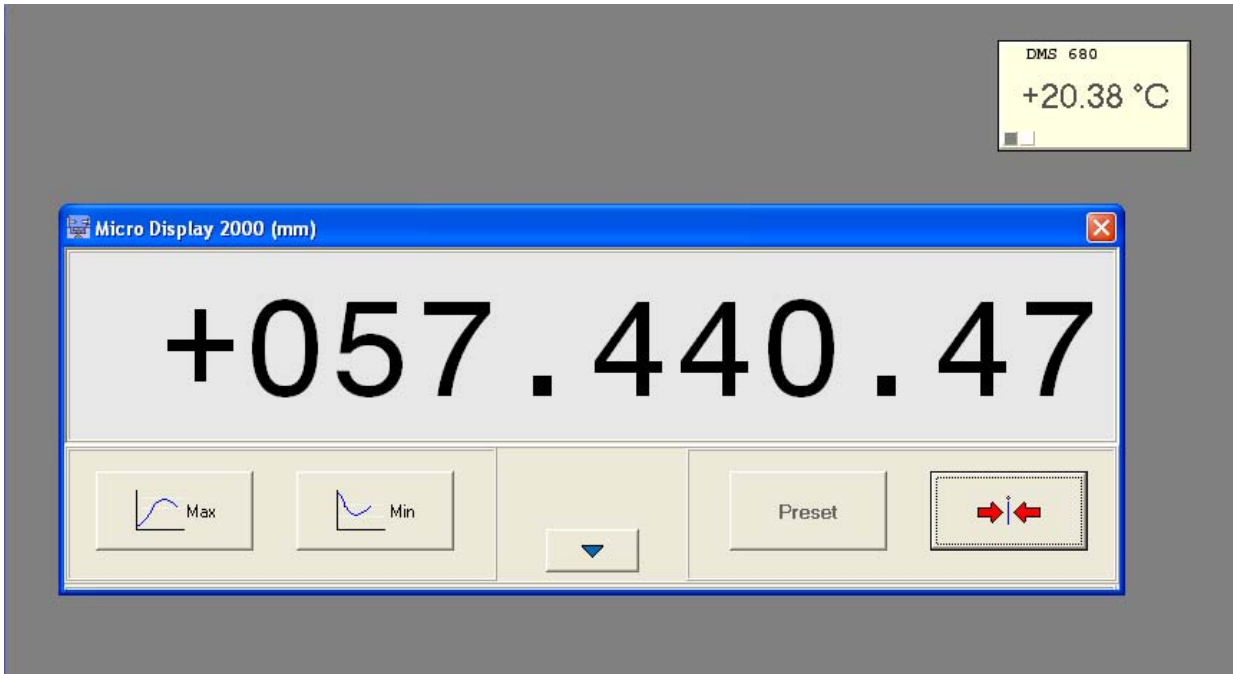 DMS 680
+20.38 °C
Micro Display 2000 (mm)
+057.440.47
Max
Min
Preset